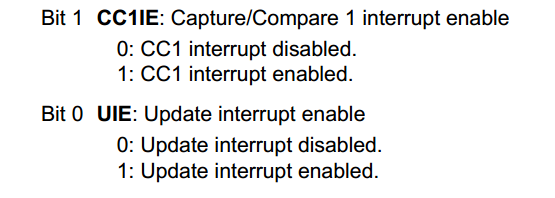 Bit 1 CC1IE: Capture/Compare 1 interrupt enable
0: CC1 interrupt disabled.
1: CC1 interrupt enabled.
Bit 0 UIE: Update interrupt enable
0: Update interrupt disabled.
1: Update interrupt enabled.